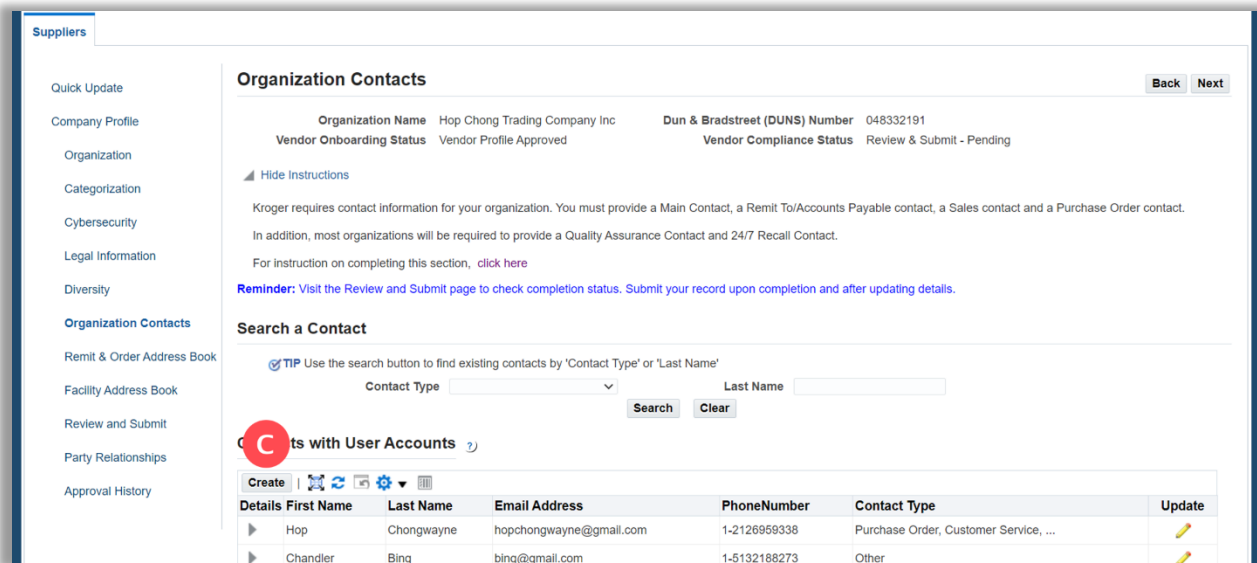 Suppliers
Quick Update
Company Profile
Organization
Categorization
Cybersecurity
Legal Information
Diversity
Organization Contacts
Remit & Order Address Book
Facility Address Book
Review and Submit
Party Relationships
Approval History
Organization Contacts
Back Next
Organization Name Hop Chong Trading Company Inc Dun & Bradstreet (DUNS) Number 048332191
Vendor Onboarding Status Vendor Profile Approved Vendor Compliance Status Review & Submit - Pending
Hide Instructions
Kroger requires contact information for your organization. You must provide a Main Contact, a Remit To/Accounts Payable contact, a Sales contact and a Purchase Order contact.
In addition, most organizations will be required to provide a Quality Assurance Contact and 24/7 Recall Contact.
For instruction on completing this section, click here
Reminder: Visit the Review and Submit page to check completion status. Submit your record upon completion and after updating details.
Search a Contact
TIP Use the search button to find existing contacts by 'Contact Type' or 'Last Name'
Contact Type Last Name
Search Clear
C ts with User Accounts ?
Create
Details First Name Last Name Email Address PhoneNumber Contact Type Update
Hop Chongwayne hopchongwayne@gmail.com 1-2126959338 Purchase Order, Customer Service, ...
Chandler Bing bing@gmail.com 1-5132188273 Other